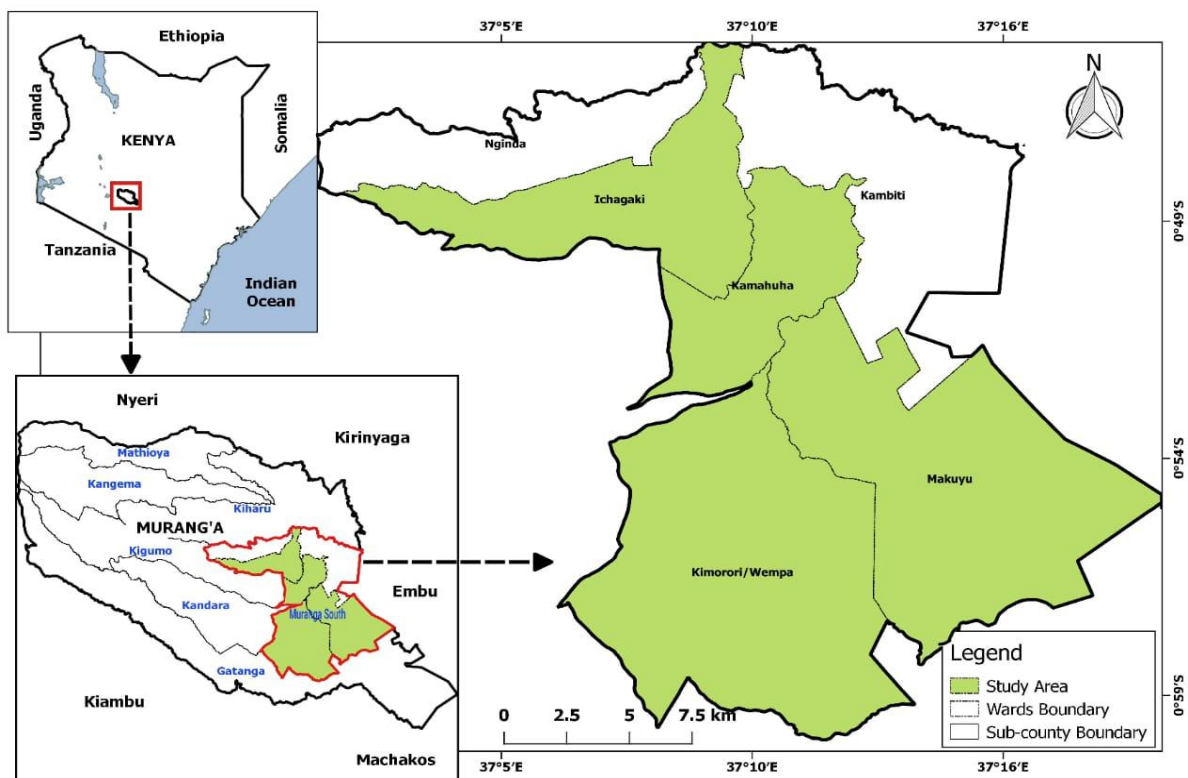 Ethiopia
Uganda
KENYA
Somalia
Tanzania
Indian
Ocean
37°5'E
37°10'E
37°16'E
N
Nginda
Ichagaki
Kambiti
Kamahuha
Makuyu
Kimorori/Wempa
0°49'S
0°54'S
0°59'S
Nyeri
Kirinyaga
Mathioya
Kangema
Kiharu
MURANG'A
Kigumo
Embu
Kandara
Muranga South
Gatanga
Kiambu
Machakos
0
2.5
5
7.5 km
Legend
Study Area
Wards Boundary
Sub-county Boundary
37°5'E
37°10'E
37°16'E